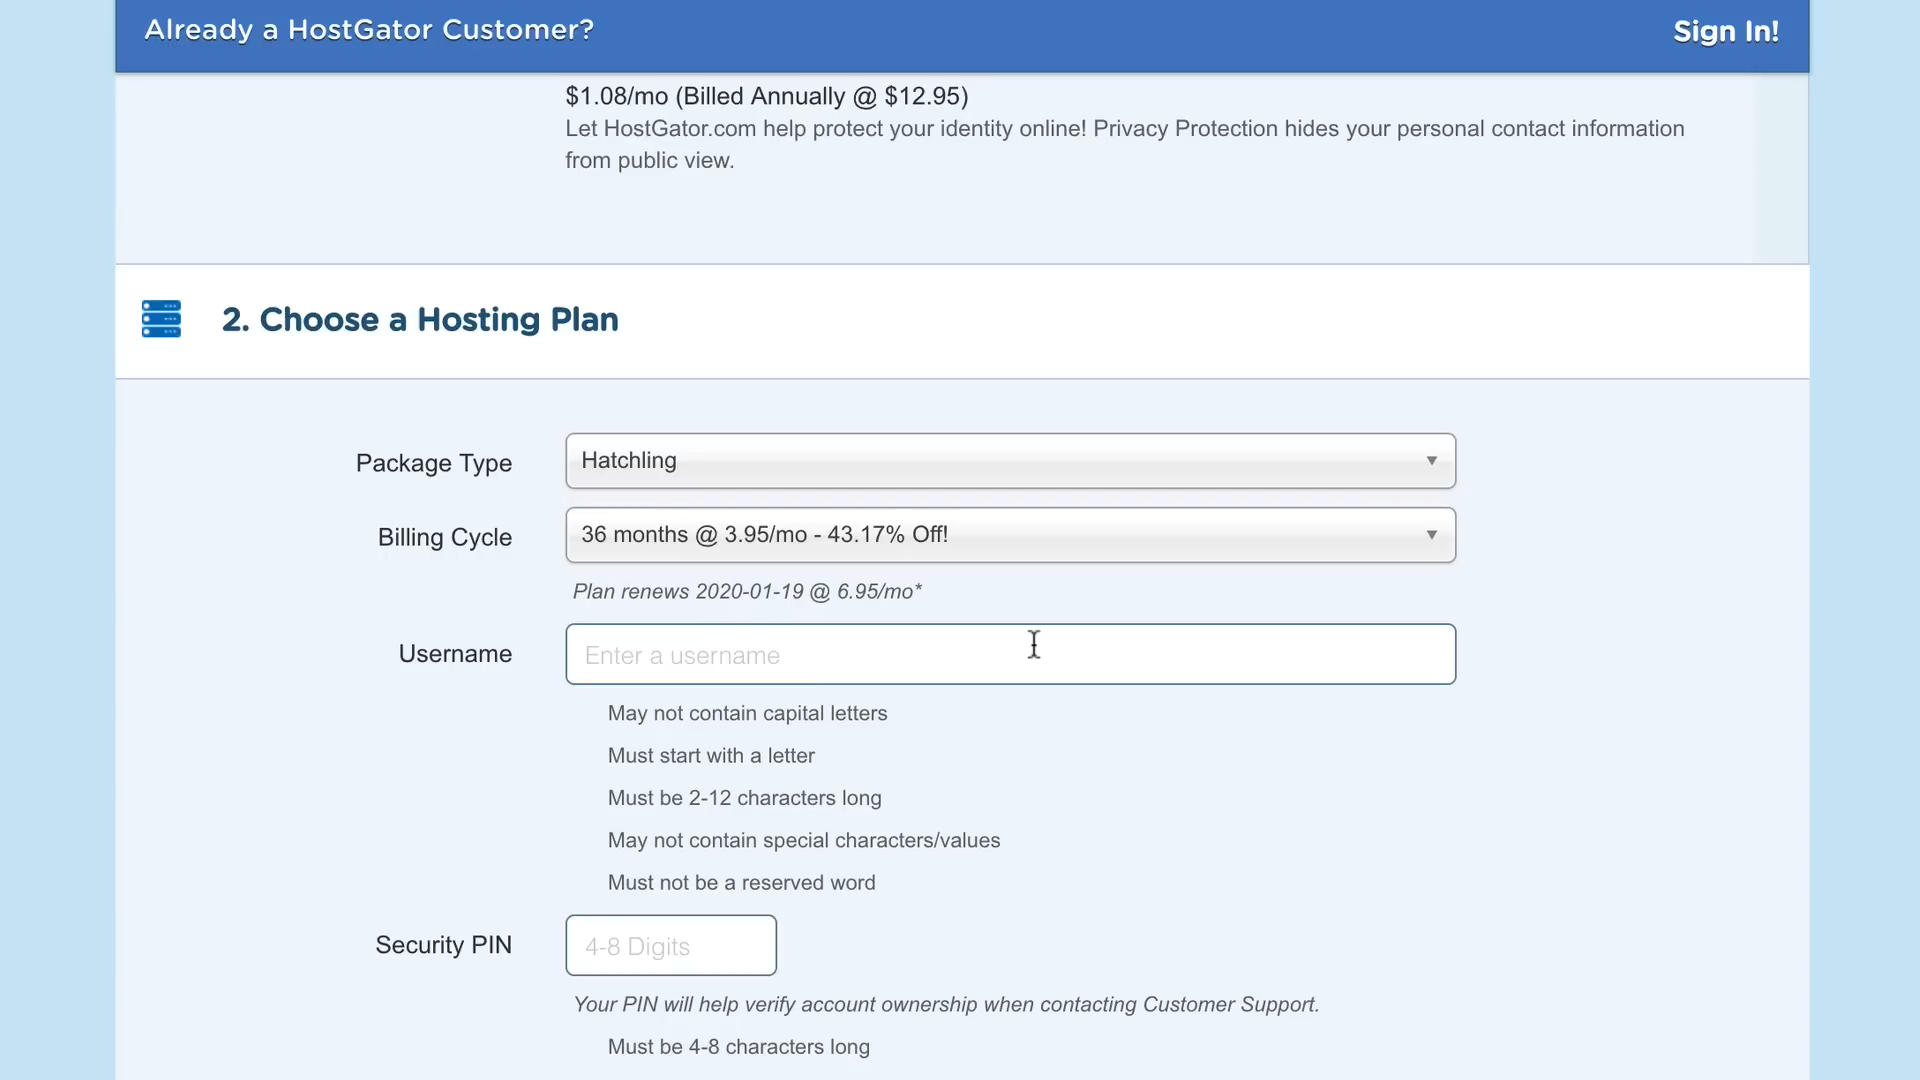 Already a HostGator Customer?
Sign In!
$1.08/mo (Billed Annually @ $12.95)
Let HostGator.com help protect your identity online! Privacy Protection hides your personal contact information
from public view.
2. Choose a Hosting Plan
Package Type
Hatchling
Billing Cycle
36 months @ 3.95/mo - 43.17% Off!
Plan renews 2020-01-19 @ 6.95/mo*
Username
Enter a username
May not contain capital letters
Must start with a letter
Must be 2-12 characters long
May not contain special characters/values
Must not be a reserved word
Security PIN
4-8 Digits
Your PIN will help verify account ownership when contacting Customer Support.
Must be 4-8 characters long